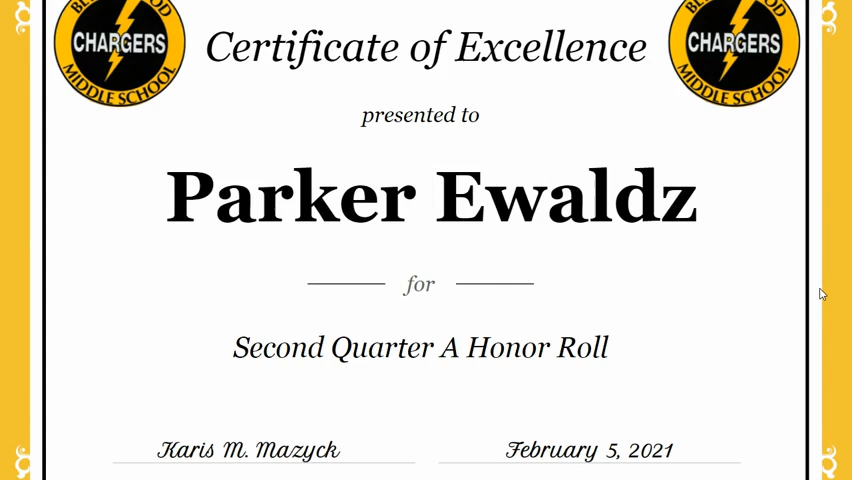 CHARGERS
MIDDLE SCHOOL
Certificate of Excellence
CHARGERS
MIDDLE SCHOOL
presented to
Parker Ewaldz
for
Second Quarter A Honor Roll
Karis M. Mazyck
February 5, 2021